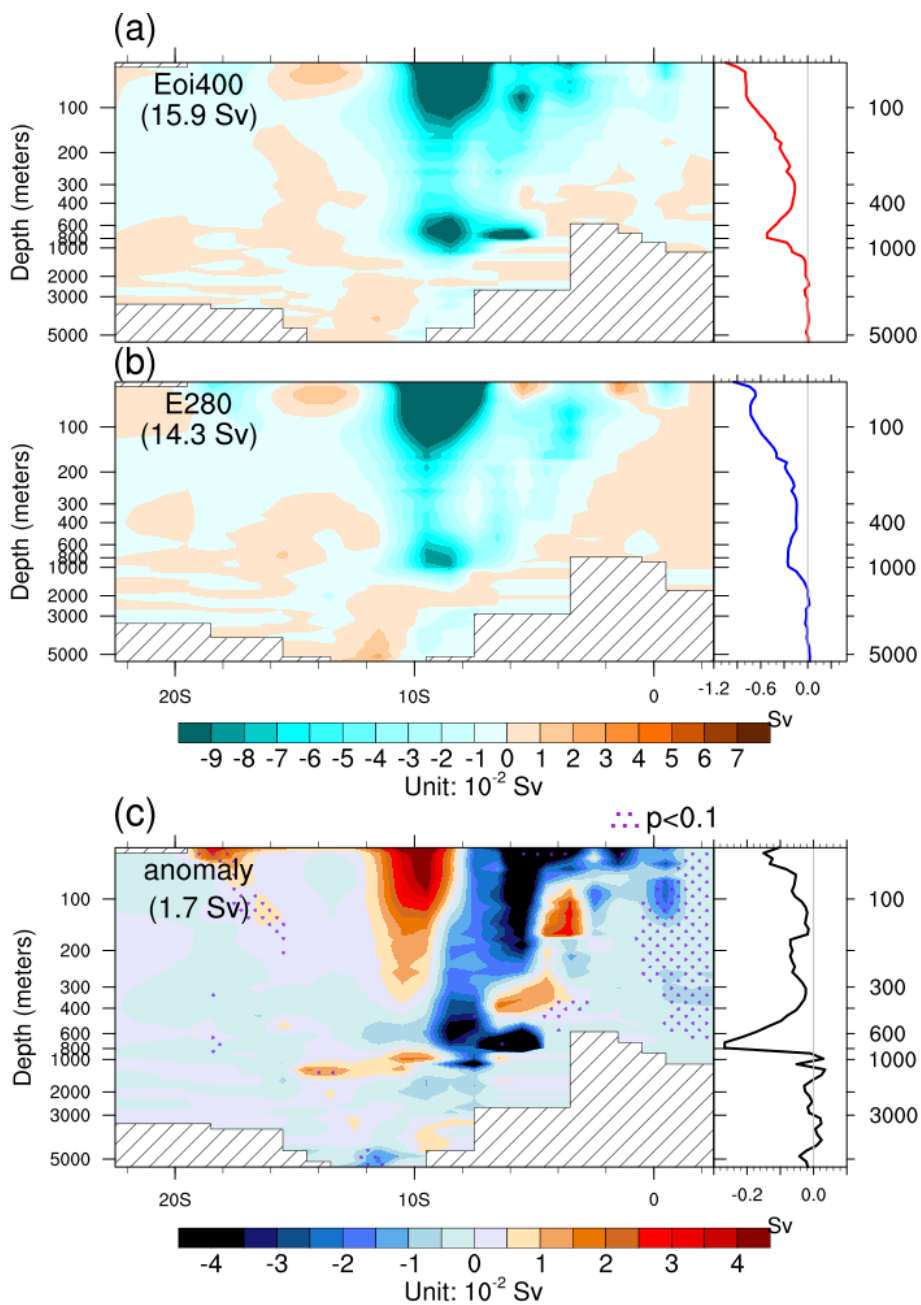 (a)
Eoi400
(15.9 Sv)
Depth (meters)
100
200
300
400
600
800
1000
2000
3000
5000
100
200
400
600
1000
5000
(b)
E280
(14.3 Sv)
Depth (meters)
100
200
300
400
600
800
1000
2000
3000
5000
100
200
400
1000
5000
20S
10S
0
-1.2
-0.6
0.0
Sv
-9 -8 -7 -6 -5 -4 -3 -2 -1 0 1 2 3 4 5 6 7
Unit: 10⁻² Sv
(c)
p<0.1
anomaly
(1.7 Sv)
Depth (meters)
100
200
300
400
600
800
1000
2000
3000
5000
100
200
300
600
1000
3000
20S
10S
0
-0.2
0.0
Sv
-4 -3 -2 -1 0 1 2 3 4
Unit: 10⁻² Sv